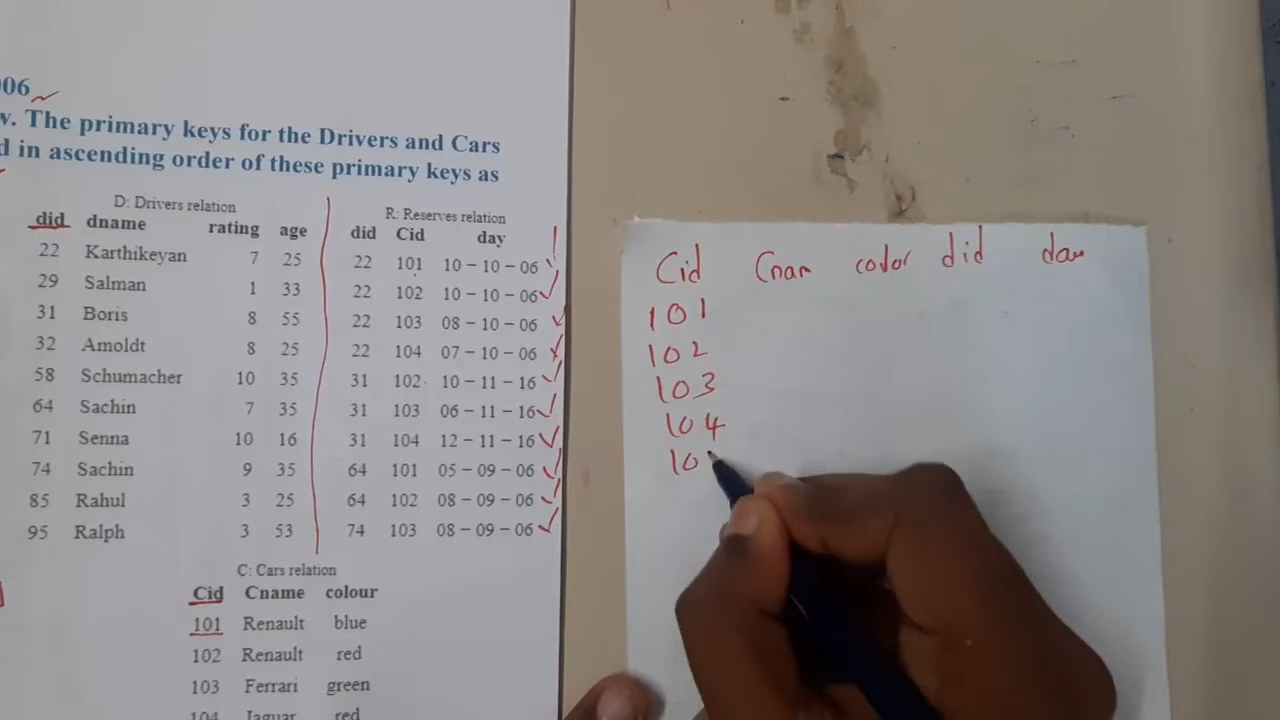 006
v. The primary keys for the Drivers and Cars
d in ascending order of these primary keys as
D: Drivers relation
did dname rating age
22 Karthikeyan 7 25
29 Salman 1 33
31 Boris 8 55
32 Amoldt 8 25
58 Schumacher 10 35
64 Sachin 7 35
71 Senna 10 16
74 Sachin 9 35
85 Rahul 3 25
95 Ralph 3 53
R: Reserves relation
did Cid day
22 101 10 – 10 – 06
22 102 10 – 10 – 06
22 103 08 – 10 – 06
22 104 07 – 10 – 06
31 102 10 – 11 – 16
31 103 06 – 11 – 16
31 104 12 – 11 – 16
64 101 05 – 09 – 06
64 102 08 – 09 – 06
74 103 08 – 09 – 06
C: Cars relation
Cid Cname colour
101 Renault blue
102 Renault red
103 Ferrari green
104 Jaguar red
Cid Cnam color did
101
102
103
104
10